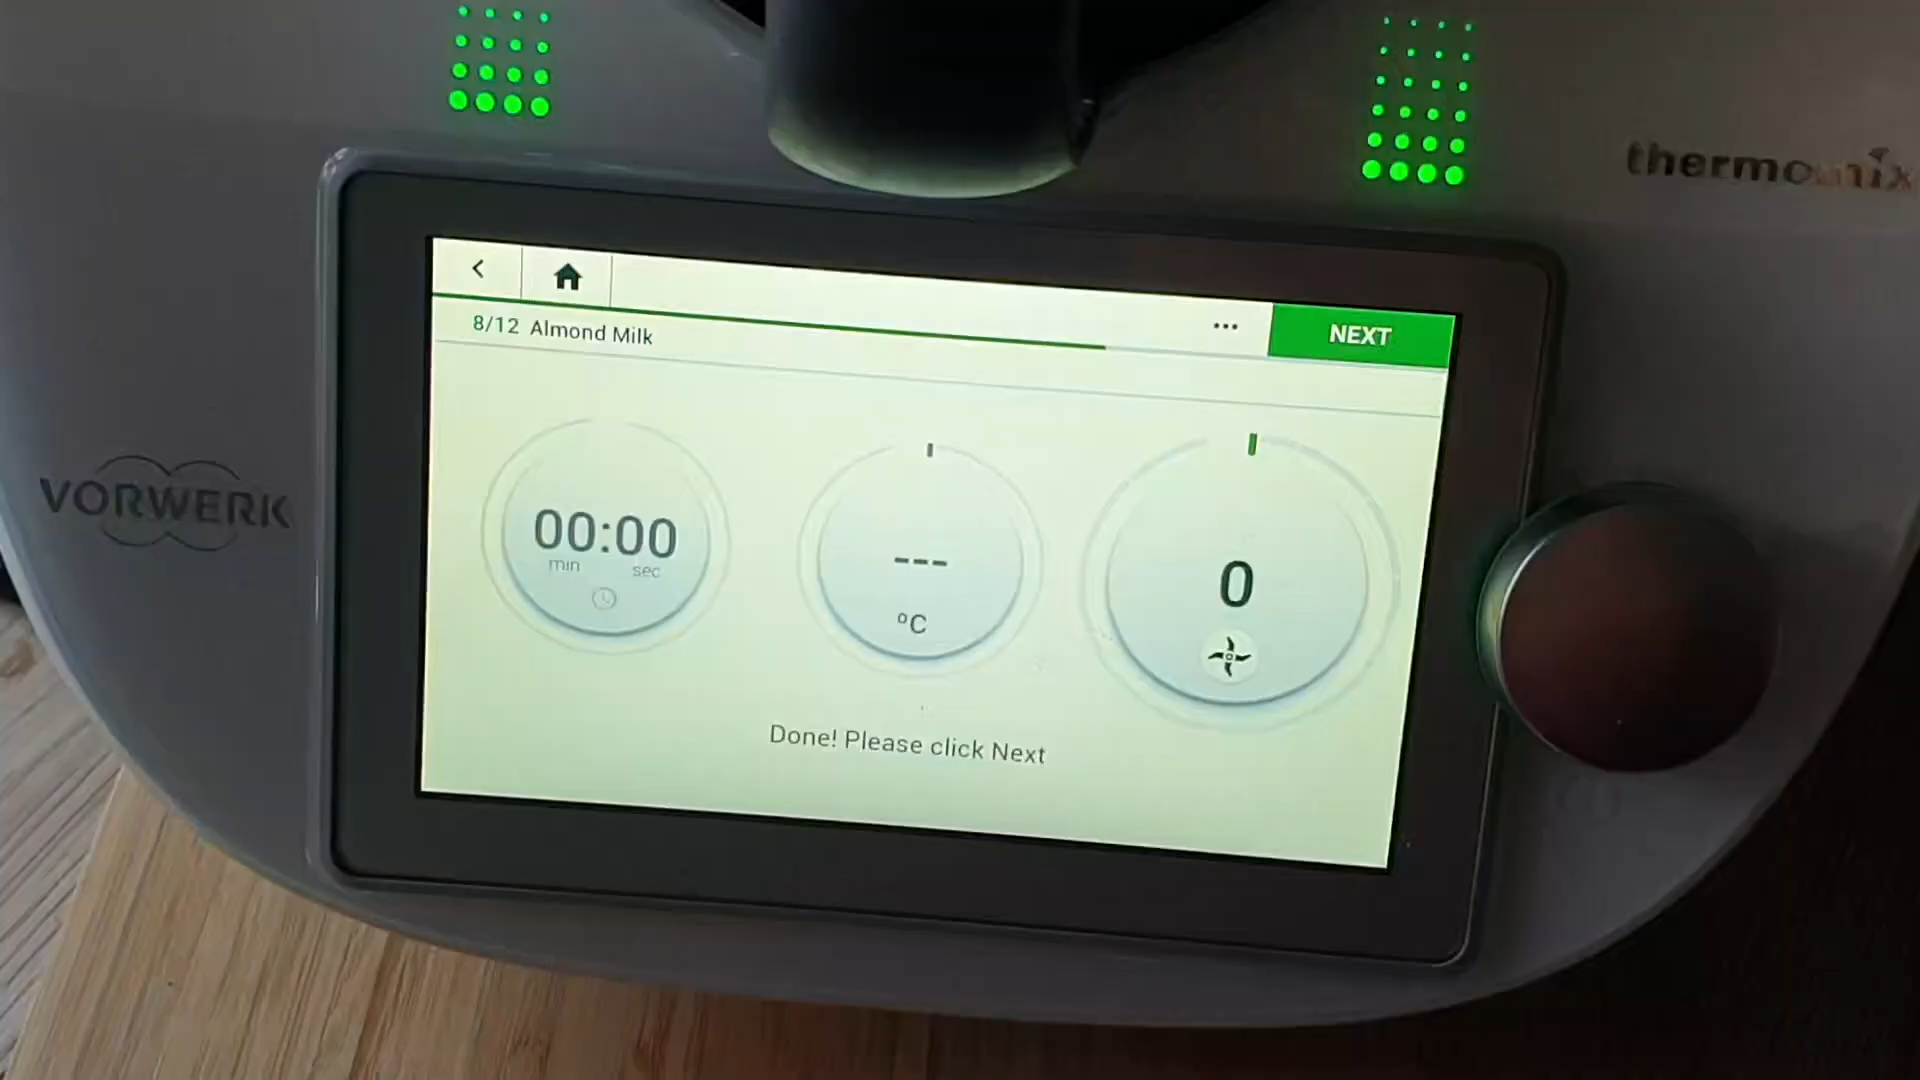 thermomix
NEXT
8/12 Almond Milk
VORWERK
00:00
min sec
---
°C
0
Done! Please click Next